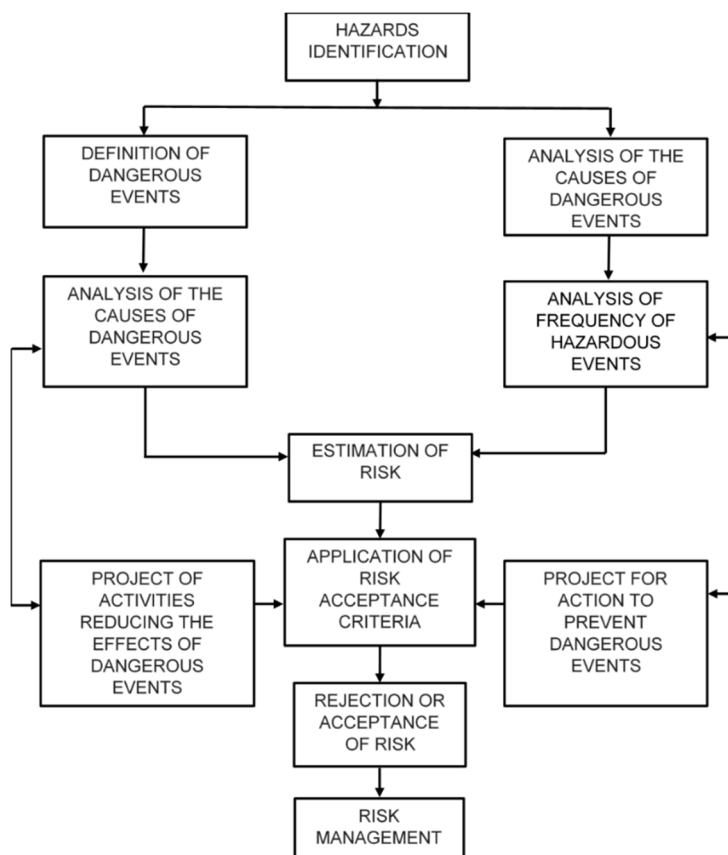 HAZARDS
IDENTIFICATION
DEFINITION OF
DANGEROUS
EVENTS
ANALYSIS OF THE
CAUSES OF
DANGEROUS
EVENTS
ANALYSIS OF THE
CAUSES OF
DANGEROUS
EVENTS
ANALYSIS OF
FREQUENCY OF
HAZARDOUS
EVENTS
ESTIMATION OF
RISK
PROJECT OF
ACTIVITIES
REDUCING THE
EFFECTS OF
DANGEROUS
EVENTS
APPLICATION OF
RISK
ACCEPTANCE
CRITERIA
PROJECT FOR
ACTION TO
PREVENT
DANGEROUS
EVENTS
REJECTION OR
ACCEPTANCE
OF RISK
RISK
MANAGEMENT